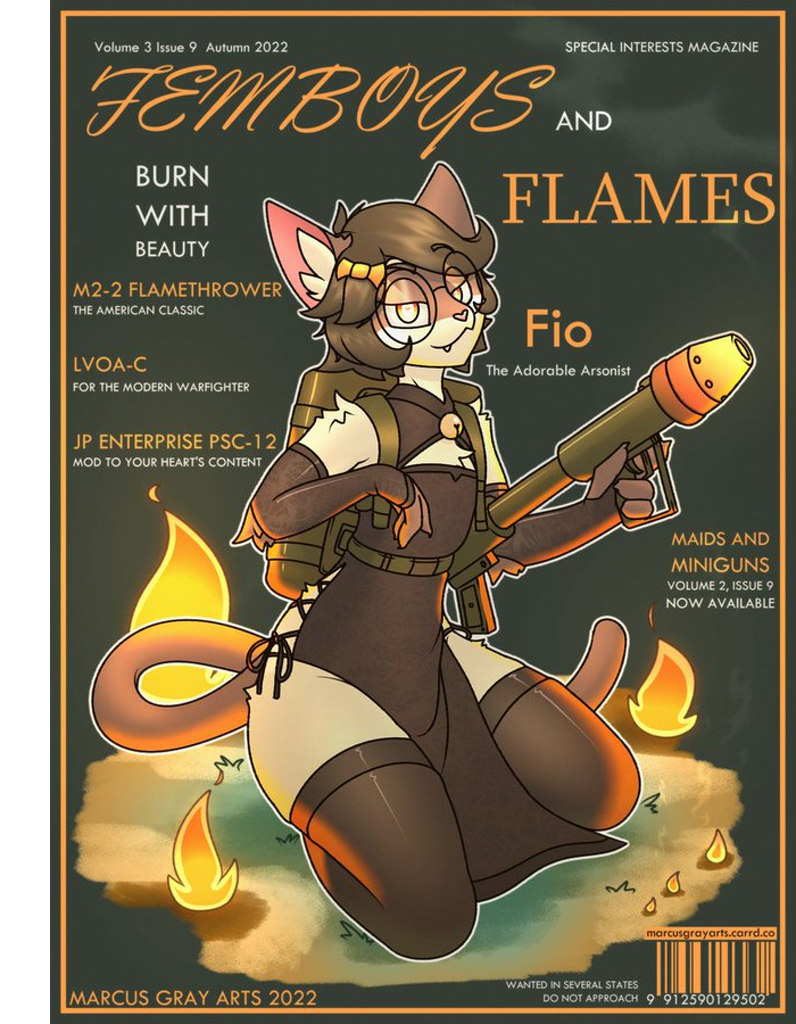 Volume 3 Issue 9 Autumn 2022
SPECIAL INTERESTS MAGAZINE
FEMBOYS AND
FLAMES
BURN
WITH
BEAUTY
M2-2 FLAMETHROWER
THE AMERICAN CLASSIC
Fio
The Adorable Arsonist
LVOA-C
FOR THE MODERN WARFIGHTER
JP ENTERPRISE PSC-12
MOD TO YOUR HEART'S CONTENT
MAIDS AND
MINIGUNS
VOLUME 2, ISSUE 9
NOW AVAILABLE
marcusgrayarts.carrd.co
WANTED IN SEVERAL STATES
DO NOT APPROACH
9 912590129502
MARCUS GRAY ARTS 2022